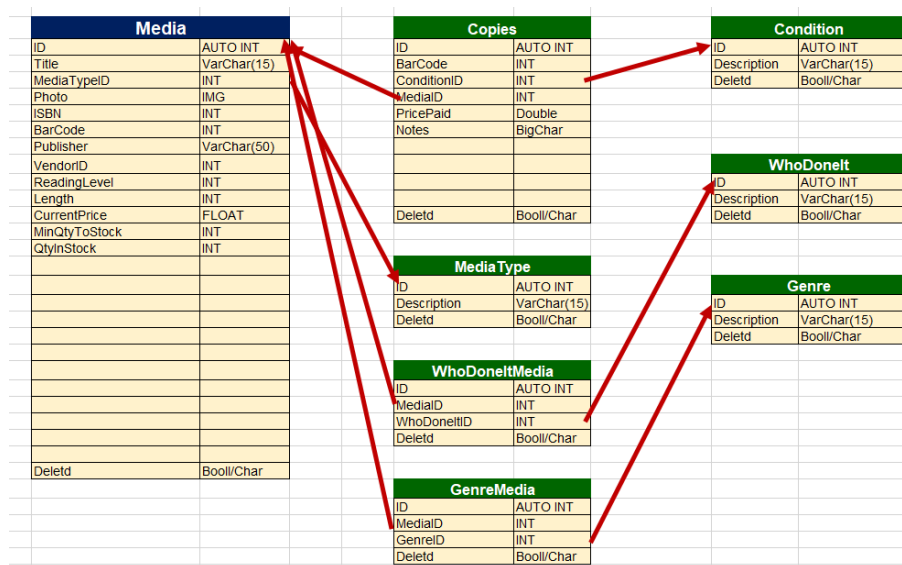 Media
ID AUTO INT
Title VarChar(15)
MediaTypeID INT
Photo IMG
ISBN INT
BarCode INT
Publisher VarChar(50)
VendorID INT
ReadingLevel INT
Length INT
CurrentPrice FLOAT
MinQtyToStock INT
QtyInStock INT
Deletd Booll/Char
Copies
ID AUTO INT
BarCode INT
ConditionID INT
MediaID INT
PricePaid Double
Notes BigChar
Deletd Booll/Char
MediaType
ID AUTO INT
Description VarChar(15)
Deletd Booll/Char
WhoDoneItMedia
ID AUTO INT
MediaID INT
WhoDoneItID INT
Deletd Booll/Char
GenreMedia
ID AUTO INT
MediaID INT
GenreID INT
Deletd Booll/Char
Condition
ID AUTO INT
Description VarChar(15)
Deletd Booll/Char
WhoDoneIt
ID AUTO INT
Description VarChar(15)
Deletd Booll/Char
Genre
ID AUTO INT
Description VarChar(15)
Deletd Booll/Char